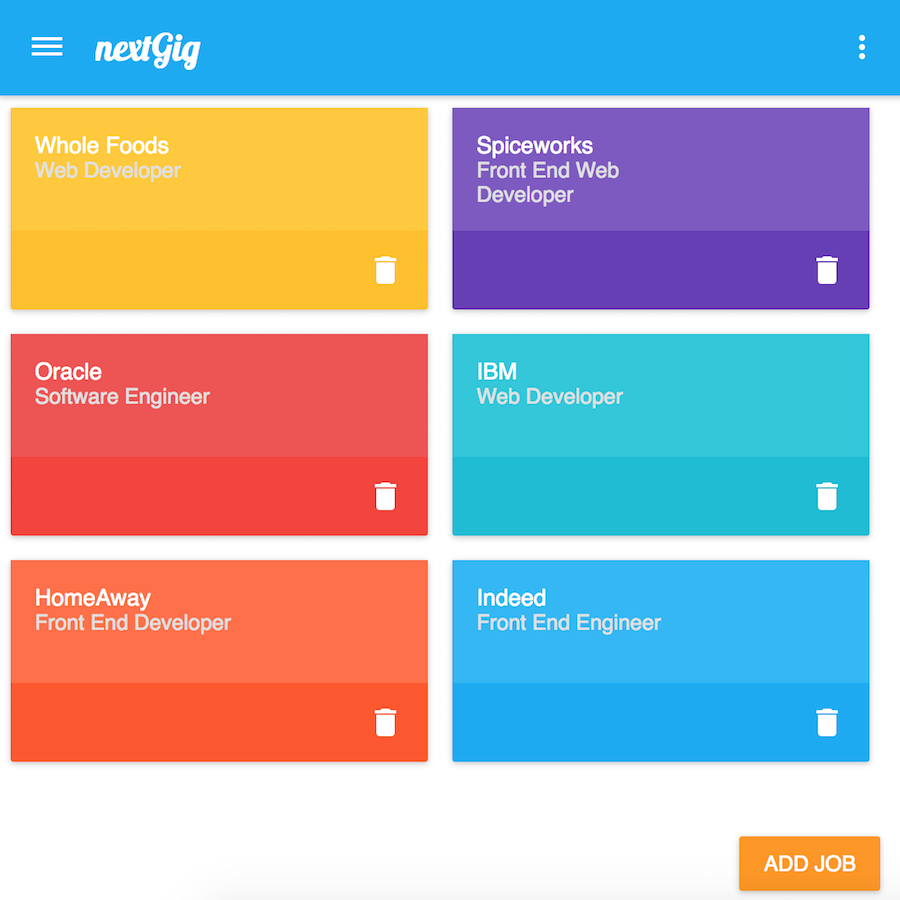 nextGig
Whole Foods
Web Developer
Spiceworks
Front End Web
Developer
Oracle
Software Engineer
IBM
Web Developer
HomeAway
Front End Developer
Indeed
Front End Engineer
ADD JOB